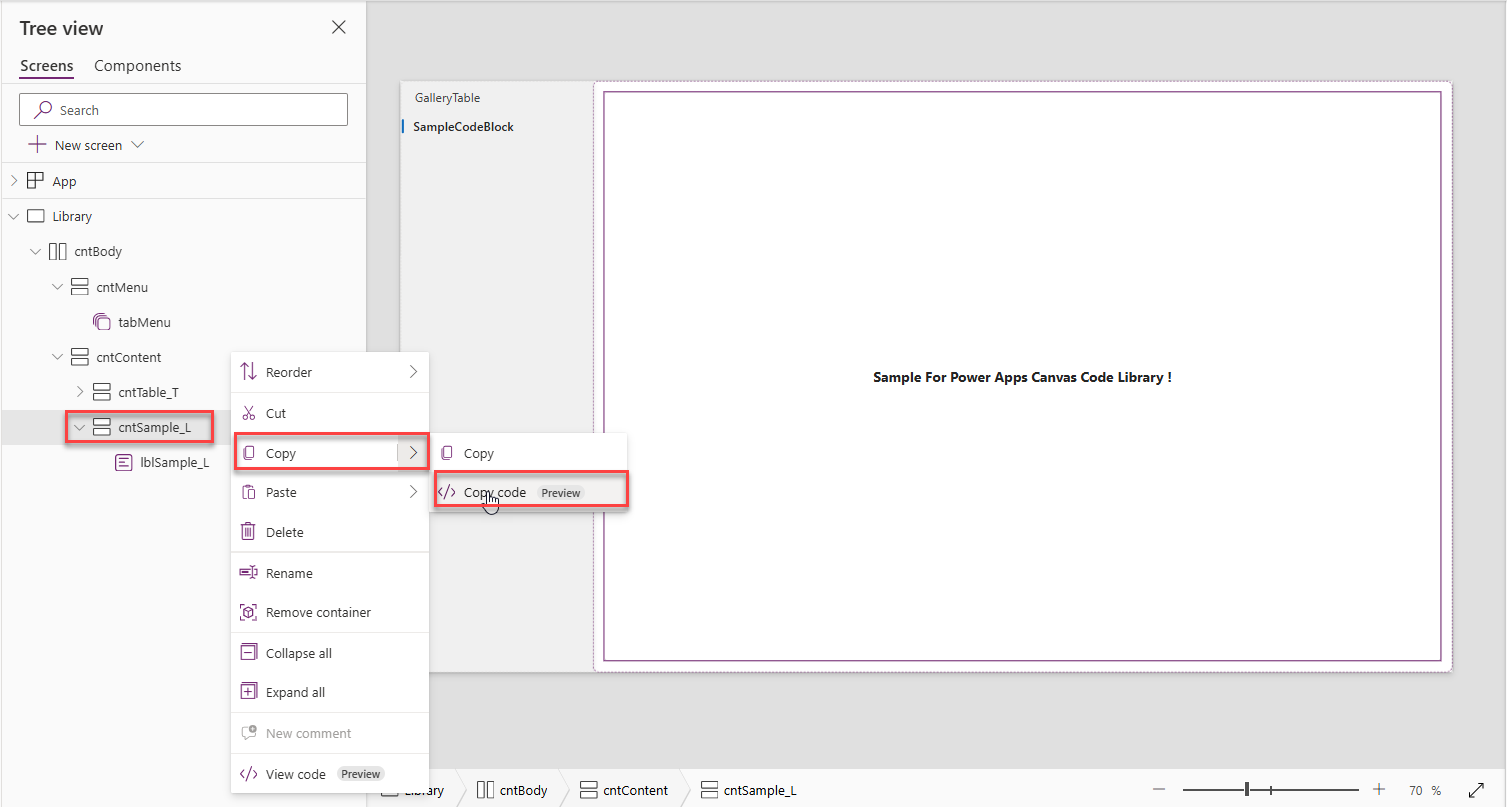 Tree view
Screens
Components
Search
New screen
App
Library
cntBody
cntMenu
tabMenu
cntContent
cntTable_T
cntSample_L
lblSample_L
Reorder
Cut
Copy
Paste
Delete
Rename
Remove container
Collapse all
Expand all
New comment
View code Preview
Copy
Copy code Preview
GalleryTable
SampleCodeBlock
Sample For Power Apps Canvas Code Library !
Library
cntBody
cntContent
cntSample_L
70 %